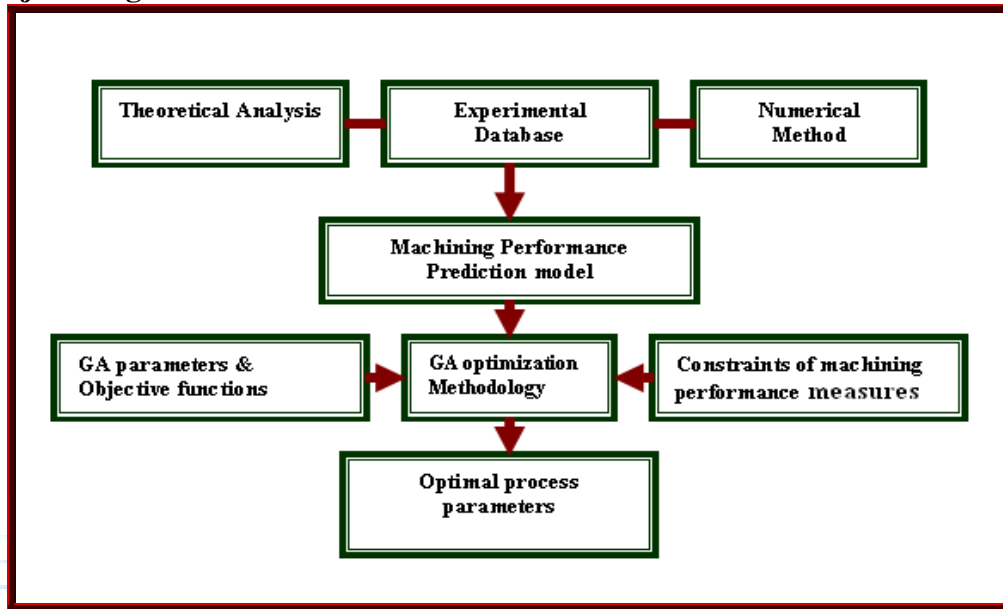 Theoretical Analysis
Experimental
Database
Numerical
Method
Machining Performance
Prediction model
GA parameters &
Objective functions
GA optimization
Methodology
Constraints of machining
performance measures
Optimal process
parameters